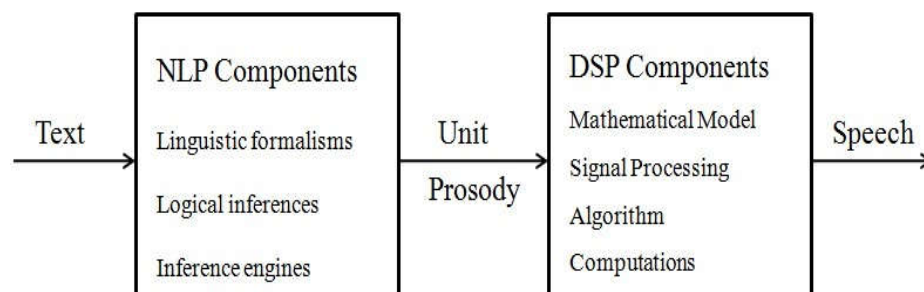 Text
NLP Components
Linguistic formalisms
Logical inferences
Inference engines
Unit
Prosody
DSP Components
Mathematical Model
Signal Processing
Algorithm
Computations
Speech